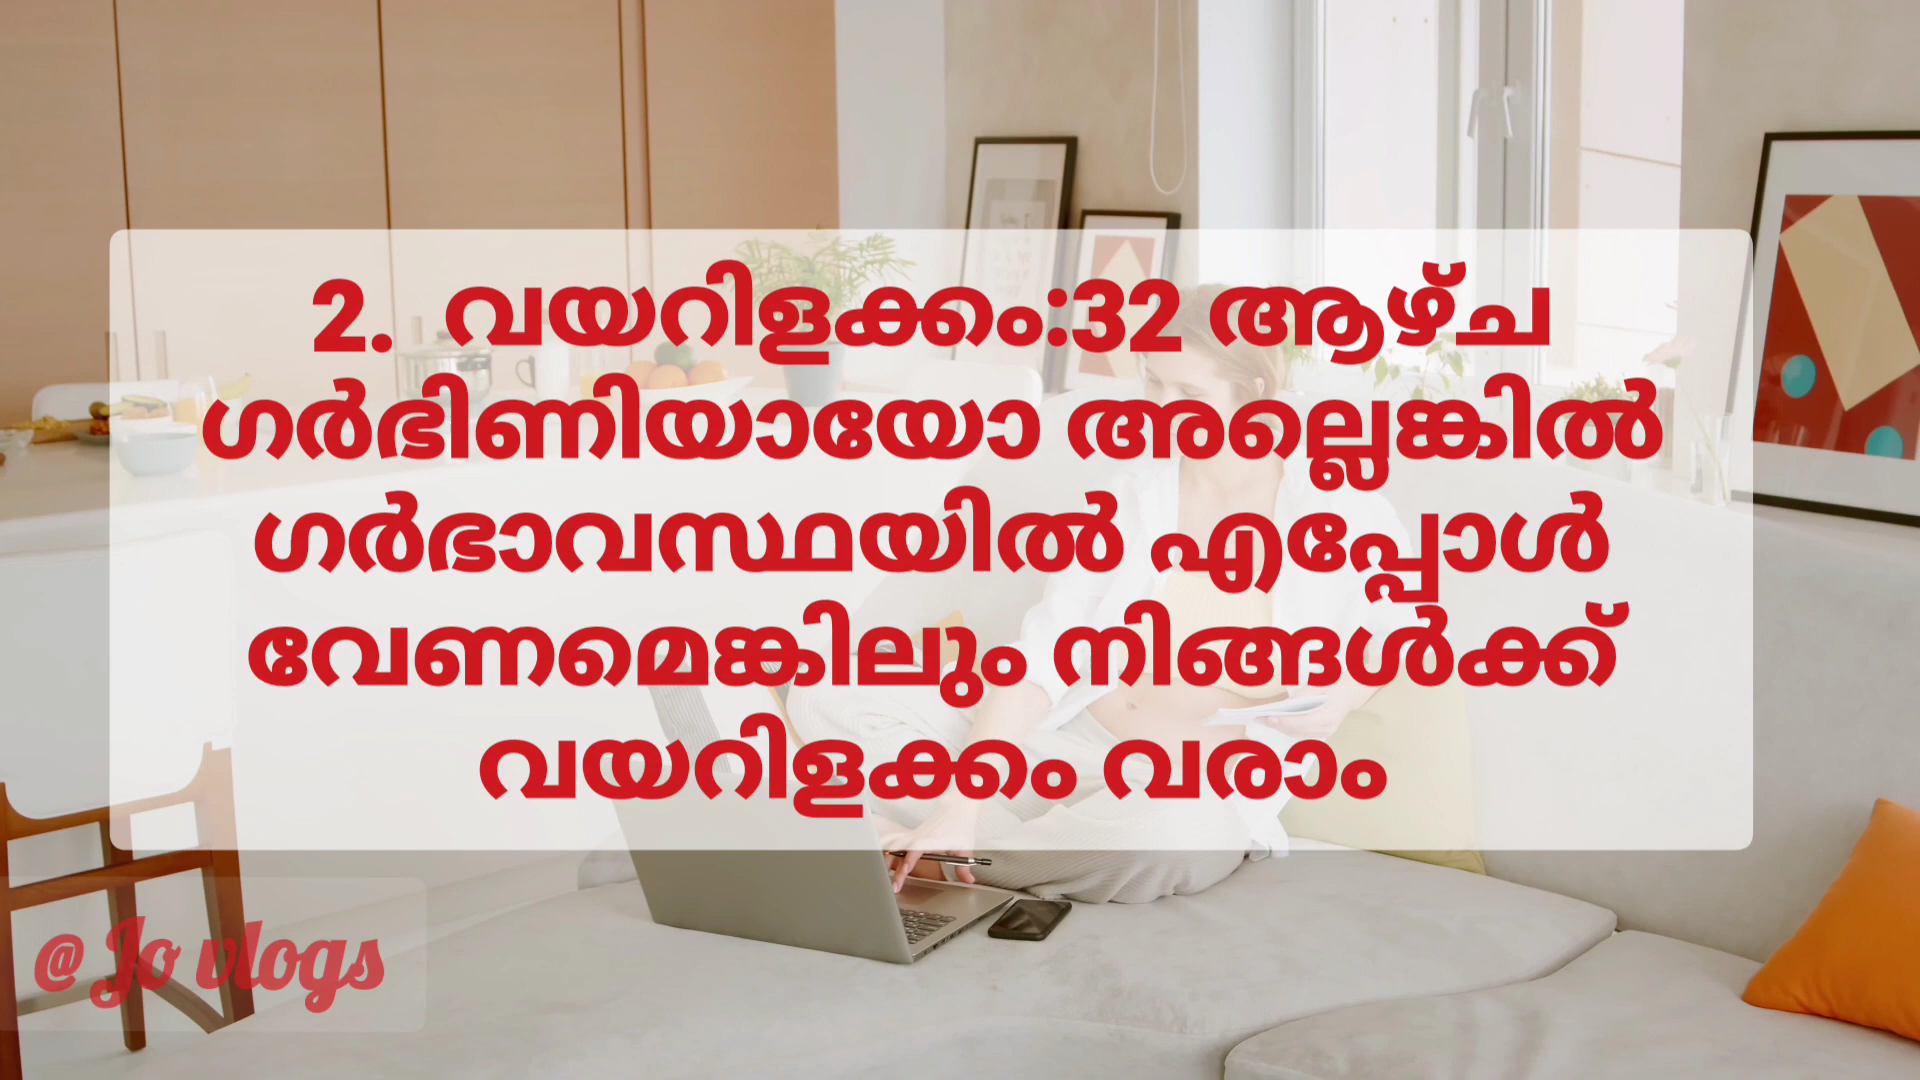 2. വയറിളക്കം:32 ആഴ്ച
ഗർഭിണിയായോ അല്ലെങ്കിൽ
ഗർഭാവസ്ഥയിൽ എപ്പോൾ
വേണമെങ്കിലും നിങ്ങൾക്ക്
വയറിളക്കം വരാം
@ Jo vlogs